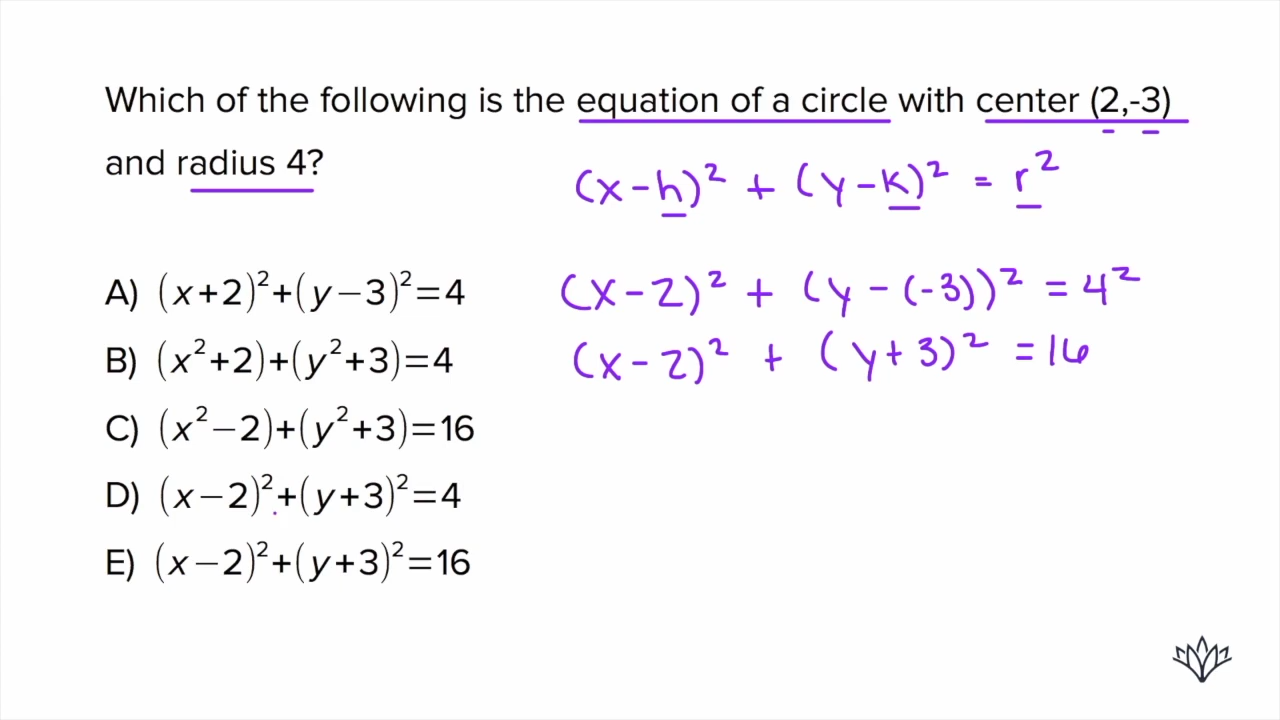 Which of the following is the equation of a circle with center (2,-3)
and radius 4?
(x-h)² + (y-k)² = r²
A) (x+2)²+(y−3)²=4
(x-2)² + (y-(-3))² = 4²
B) (x²+2)+(y²+3)=4
(x-2)² + (y+3)² = 16
C) (x²−2)+(y²+3)=16
D) (x−2)²+(y+3)²=4
E) (x−2)²+(y+3)²=16